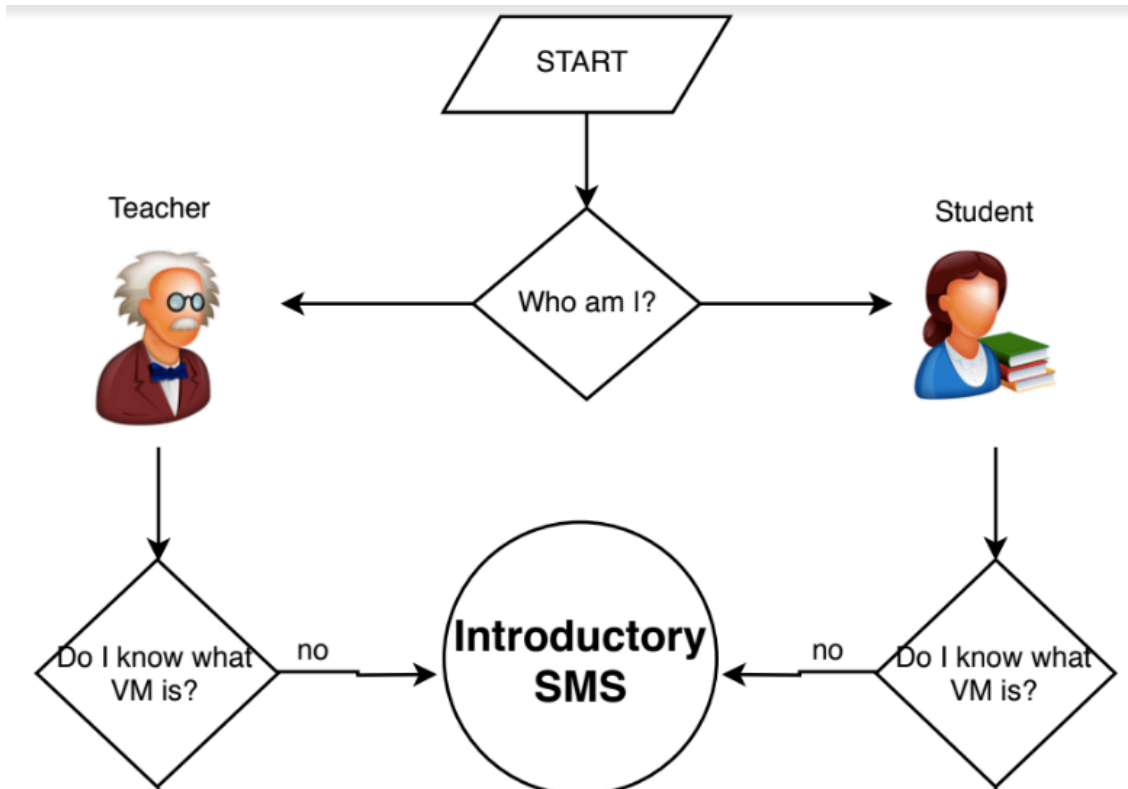 START
Teacher
Student
Who am I?
Do I know what
VM is?
no
Introductory
SMS
no
Do I know what
VM is?